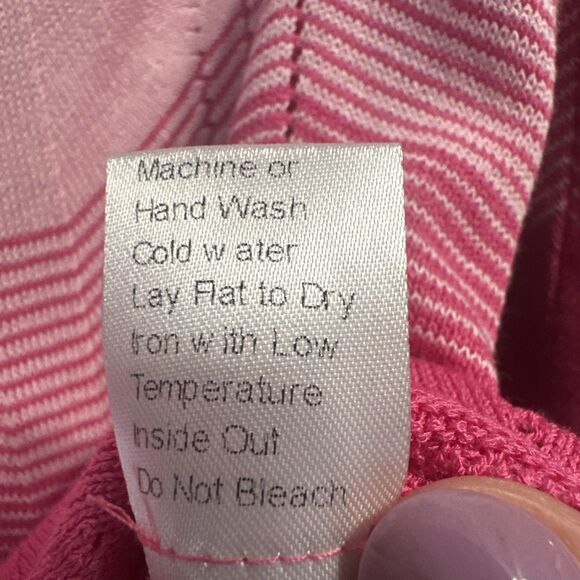 Machine or
Hand Wash
Cold water
Lay Flat to Dry
Iron with Low
Temperature
Inside Out
Do Not Bleach